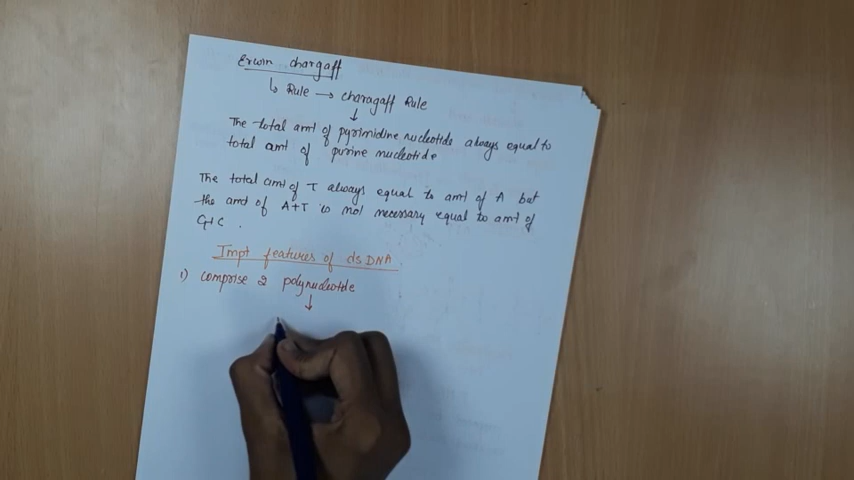 Erwin chargaff
↳ Rule → charagaff Rule
↓
The total amt of pyrimidine nucleotide always equal to
total amt of purine nucleotide
The total amt of T always equal to amt of A but
the amt of A+T is not necessary equal to amt of
G+C .
Impt features of dsDNA
1) comprise 2 polynucleotide
↓